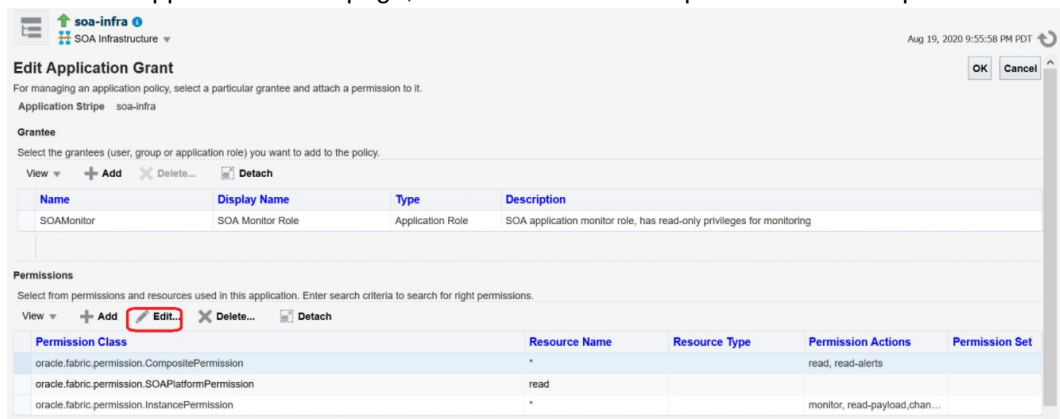 soa-infra
SOA Infrastructure
Aug 19, 2020 9:55:58 PM PDT
Edit Application Grant
OK Cancel
For managing an application policy, select a particular grantee and attach a permission to it.
Application Stripe soa-infra
Grantee
Select the grantees (user, group or application role) you want to add to the policy.
View Add Delete... Detach
Name Display Name Type Description
SOAMonitor SOA Monitor Role Application Role SOA application monitor role, has read-only privileges for monitoring
Permissions
Select from permissions and resources used in this application. Enter search criteria to search for right permissions.
View Add Edit... Delete... Detach
Permission Class Resource Name Resource Type Permission Actions Permission Set
oracle.fabric.permission.CompositePermission * read, read-alerts
oracle.fabric.permission.SOAPlatformPermission read
oracle.fabric.permission.InstancePermission * monitor, read-payload,chan...